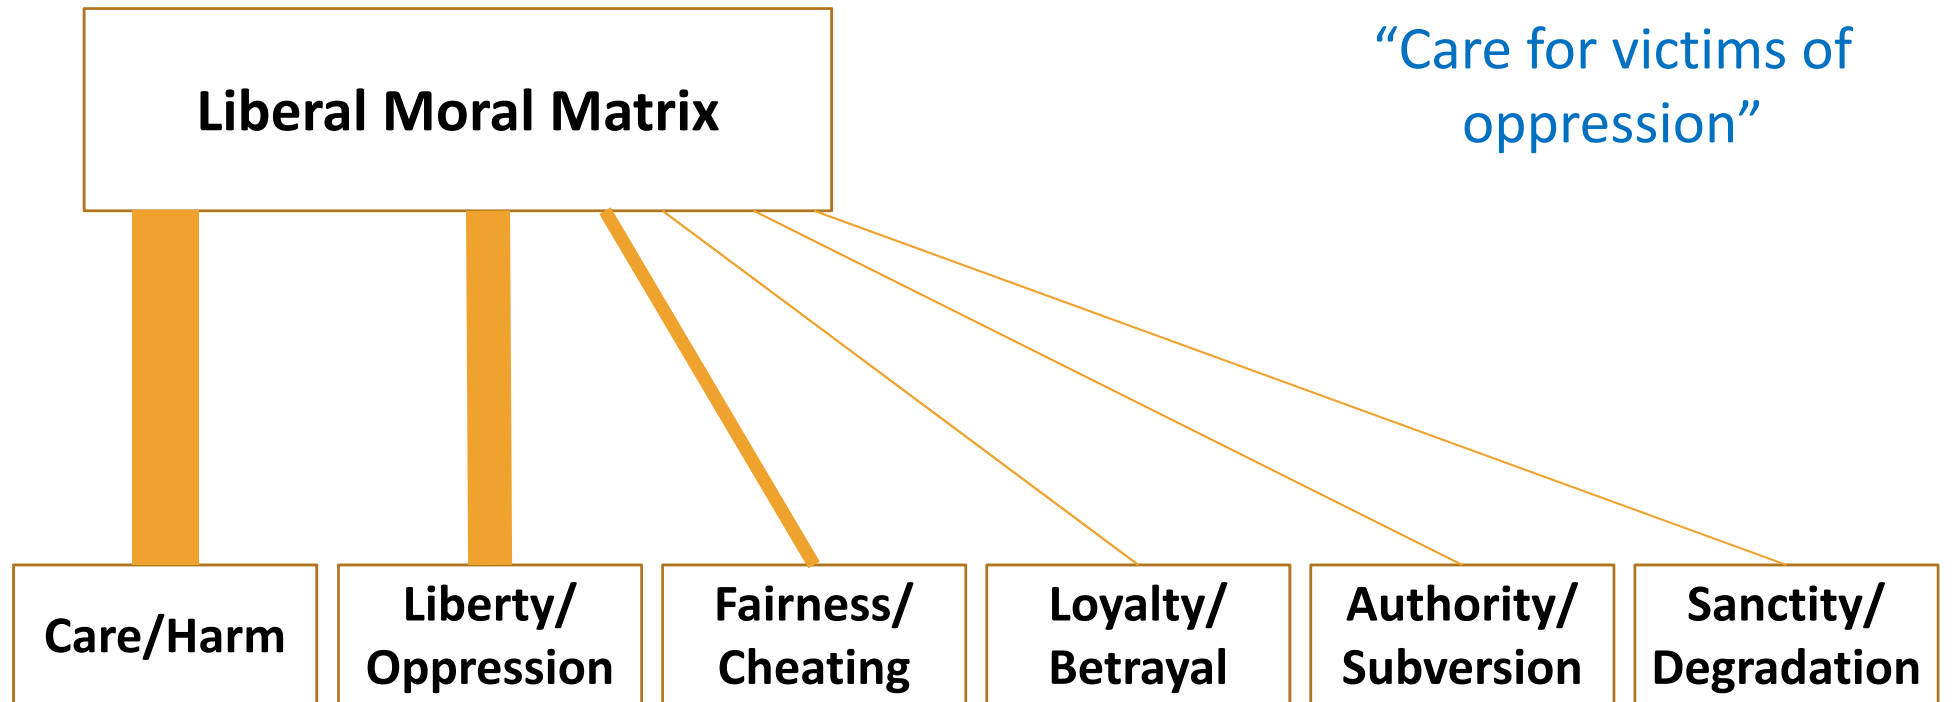 Liberal Moral Matrix
“Care for victims of
oppression”
Care/Harm
Liberty/
Oppression
Fairness/
Cheating
Loyalty/
Betrayal
Authority/
Subversion
Sanctity/
Degradation